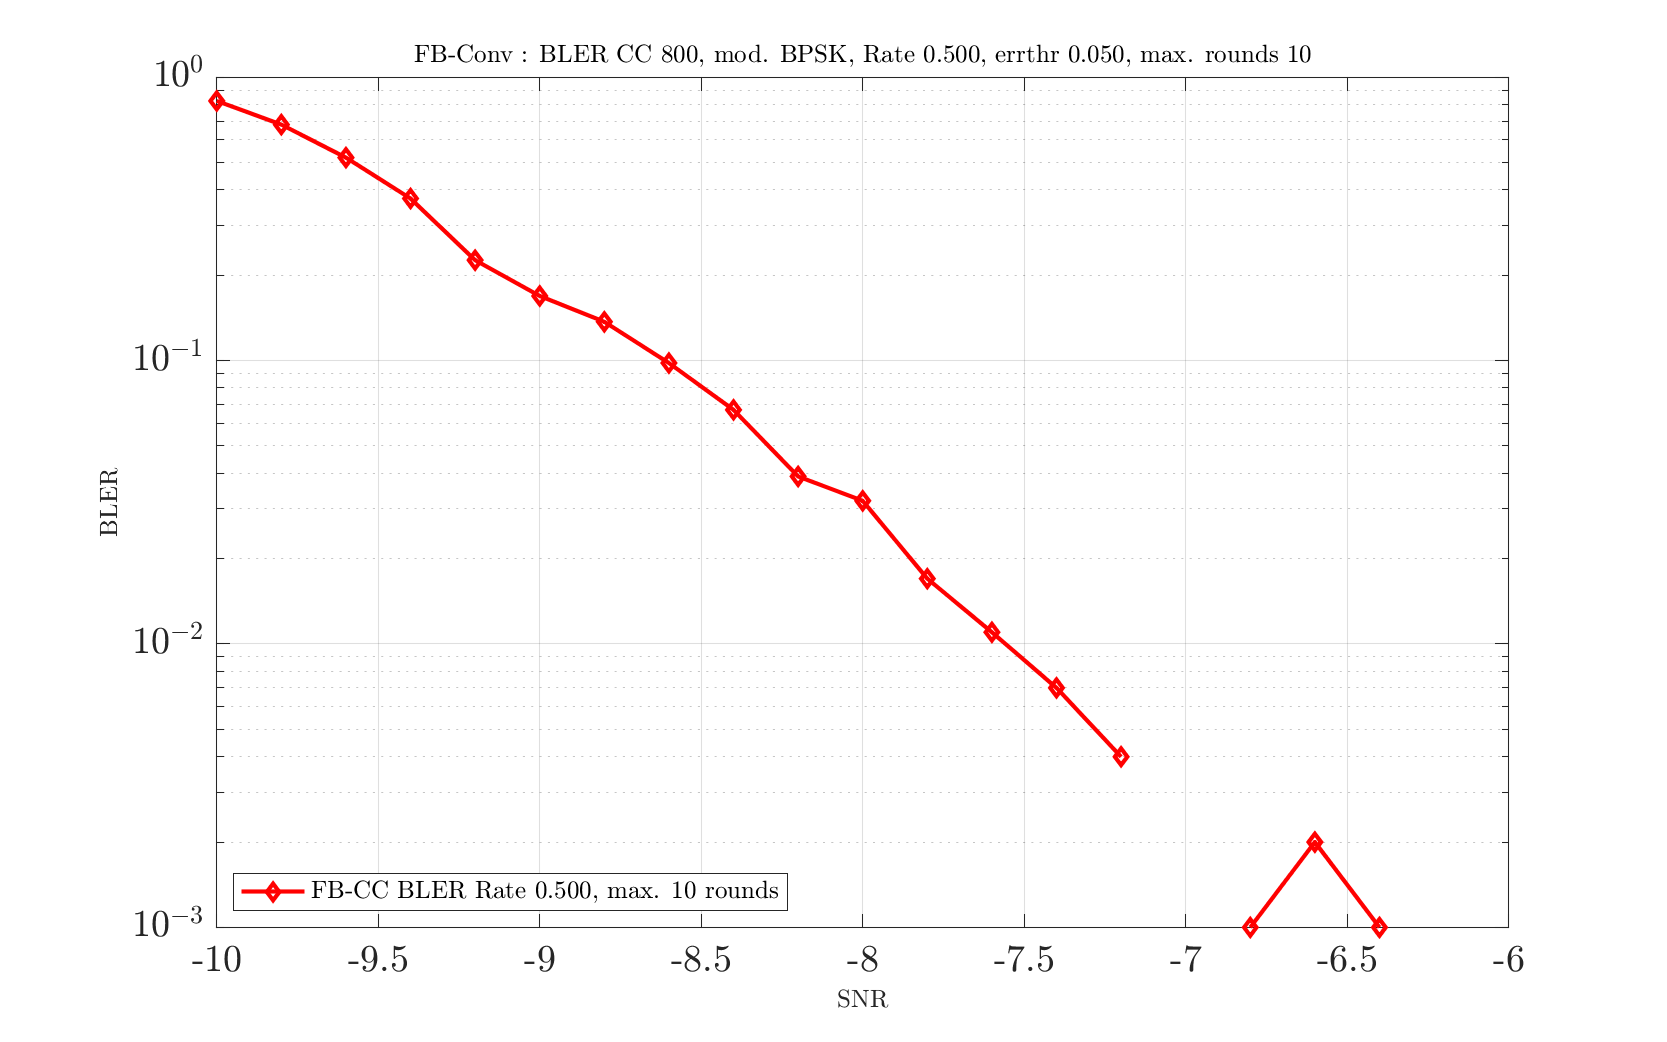 FB-Conv : BLER CC 800, mod. BPSK, Rate 0.500, errthr 0.050, max. rounds 10
10⁰
10⁻¹
10⁻²
10⁻³
BLER
FB-CC BLER Rate 0.500, max. 10 rounds
-10 -9.5 -9 -8.5 -8 -7.5 -7 -6.5 -6
SNR